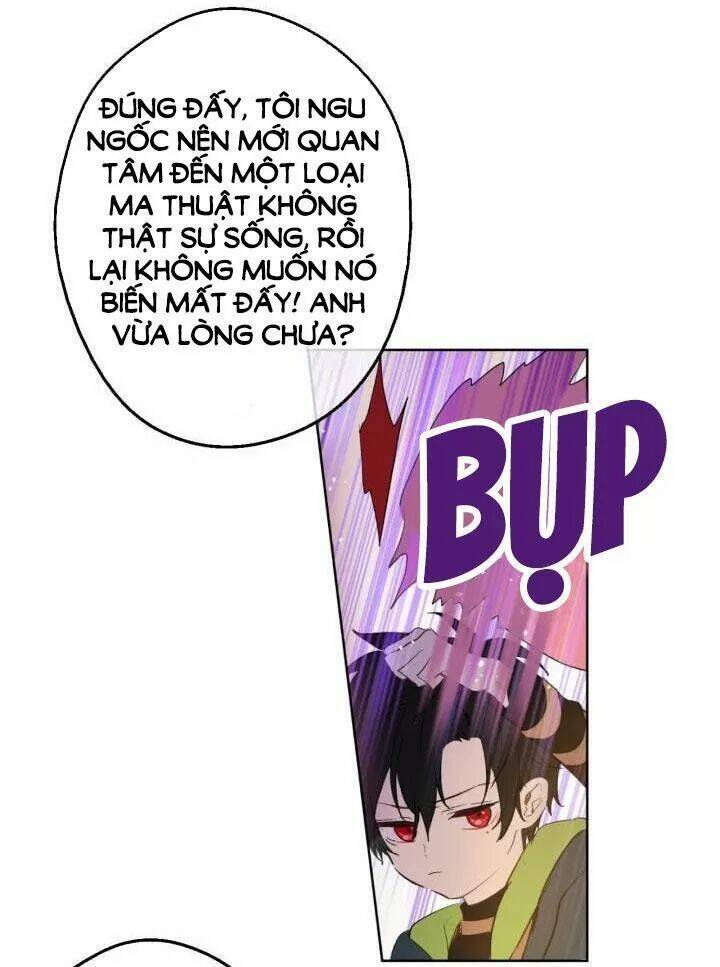 ĐÚNG ĐẤY, TÔI NGU
NGỐC NÊN MỚI QUAN
TÂM ĐẾN MỘT LOẠI
MA THUẬT KHÔNG
THẬT SỰ SỐNG, RỒI
LẠI KHÔNG MUỐN NÓ
BIẾN MẤT ĐẤY! ANH
VỪA LÒNG CHƯA?
BỤP